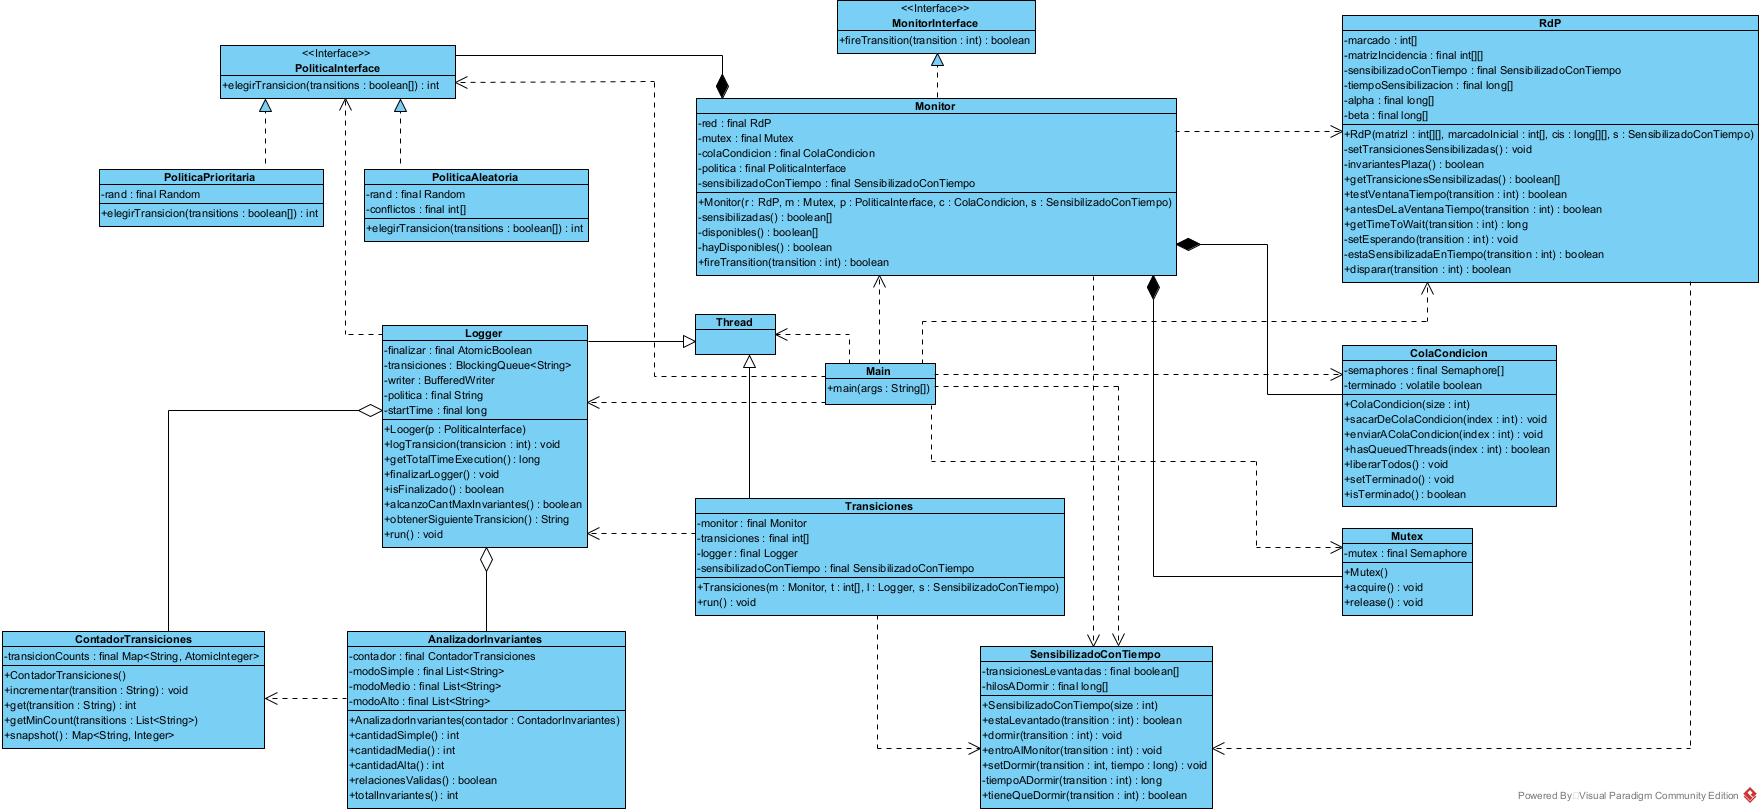 <<Interface>>
MonitorInterface
+fireTransition(transition : int) : boolean
RdP
-marcado : int[]
-matrizIncidencia : final int[][]
-sensibilizadoConTiempo : final SensibilizadoConTiempo
-tiempoSensibilizacion : final long[]
-alpha : final long[]
-beta : final long[]
+RdP(matrizI : int[][], marcadoInicial : int[], cis : long[][], s : SensibilizadoConTiempo)
-setTransicionesSensibilizadas() : void
-invariantesPlaza() : boolean
+getTransicionesSensibilizadas() : boolean[]
+testVentanaTiempo(transition : int) : boolean
+antesDeLaVentanaTiempo(transition : int) : boolean
+getTimeToWait(transition : int) : long
-setEsperando(transition : int) : void
-estaSensibilizadaEnTiempo(transition : int) : boolean
+disparar(transition : int) : boolean
<<Interface>>
PoliticaInterface
+elegirTransicion(transitions : boolean[]) : int
Monitor
-red : final RdP
-mutex : final Mutex
-colaCondicion : final ColaCondicion
-politica : final PoliticaInterface
-sensibilizadoConTiempo : final SensibilizadoConTiempo
+Monitor(r : RdP, m : Mutex, p : PoliticaInterface, c : ColaCondicion, s : SensibilizadoConTiempo)
-sensibilizadas() : boolean[]
-disponibles() : boolean[]
-hayDisponibles() : boolean
+fireTransition(transition : int) : boolean
PoliticaPrioritaria
-rand : final Random
+elegirTransicion(transitions : boolean[]) : int
PoliticaAleatoria
-rand : final Random
-conflictos : final int[]
+elegirTransicion(transitions : boolean[]) : int
Logger
-finalizar : final AtomicBoolean
-transiciones : BlockingQueue<String>
-writer : BufferedWriter
-politica : final String
-startTime : final long
+Looger(p : PoliticaInterface)
+logTransicion(transicion : int) : void
+getTotalTimeExecution() : long
+finalizarLogger() : void
+isFinalizado() : boolean
+alcanzoCantMaxInvariantes() : boolean
+obtenerSiguienteTransicion() : String
+run() : void
Thread
Main
+main(args : String[])
ColaCondicion
-semaphores : final Semaphore[]
-terminado : volatile boolean
+ColaCondicion(size : int)
+sacarDeColaCondicion(index : int) : void
+enviarAColaCondicion(index : int) : void
+hasQueuedThreads(index : int) : boolean
+liberarTodos() : void
+setTerminado() : void
+isTerminado() : boolean
Transiciones
-monitor : final Monitor
-transiciones : final int[]
-logger : final Logger
-sensibilizadoConTiempo : final SensibilizadoConTiempo
+Transiciones(m : Monitor, t : int[], l : Logger, s : SensibilizadoConTiempo)
+run() : void
Mutex
-mutex : final Semaphore
+Mutex()
+acquire() : void
+release() : void
ContadorTransiciones
-transicionCounts : final Map<String, AtomicInteger>
+ContadorTransiciones()
+incrementar(transition : String) : void
+get(transition : String) : int
+getMinCount(transitions : List<String>)
+snapshot() : Map<String, Integer>
AnalizadorInvariantes
-contador : final ContadorTransiciones
-modoSimple : final List<String>
-modoMedio : final List<String>
-modoAlto : final List<String>
+AnalizadorInvariantes(contador : ContadorInvariantes)
+cantidadSimple() : int
+cantidadMedia() : int
+cantidadAlta() : int
+relacionesValidas() : boolean
+totalInvariantes() : int
SensibilizadoConTiempo
-transicionesLevantadas : final boolean[]
-hilosADormir : final long[]
+SensibilizadoConTiempo(size : int)
+estaLevantado(transition : int) : boolean
+dormir(transition : int) : void
+entroAlMonitor(transition : int) : void
+setDormir(transition : int, tiempo : long) : void
-tiempoADormir(transition : int) : long
+tieneQueDormir(transition : int) : boolean
Powered By Visual Paradigm Community Edition